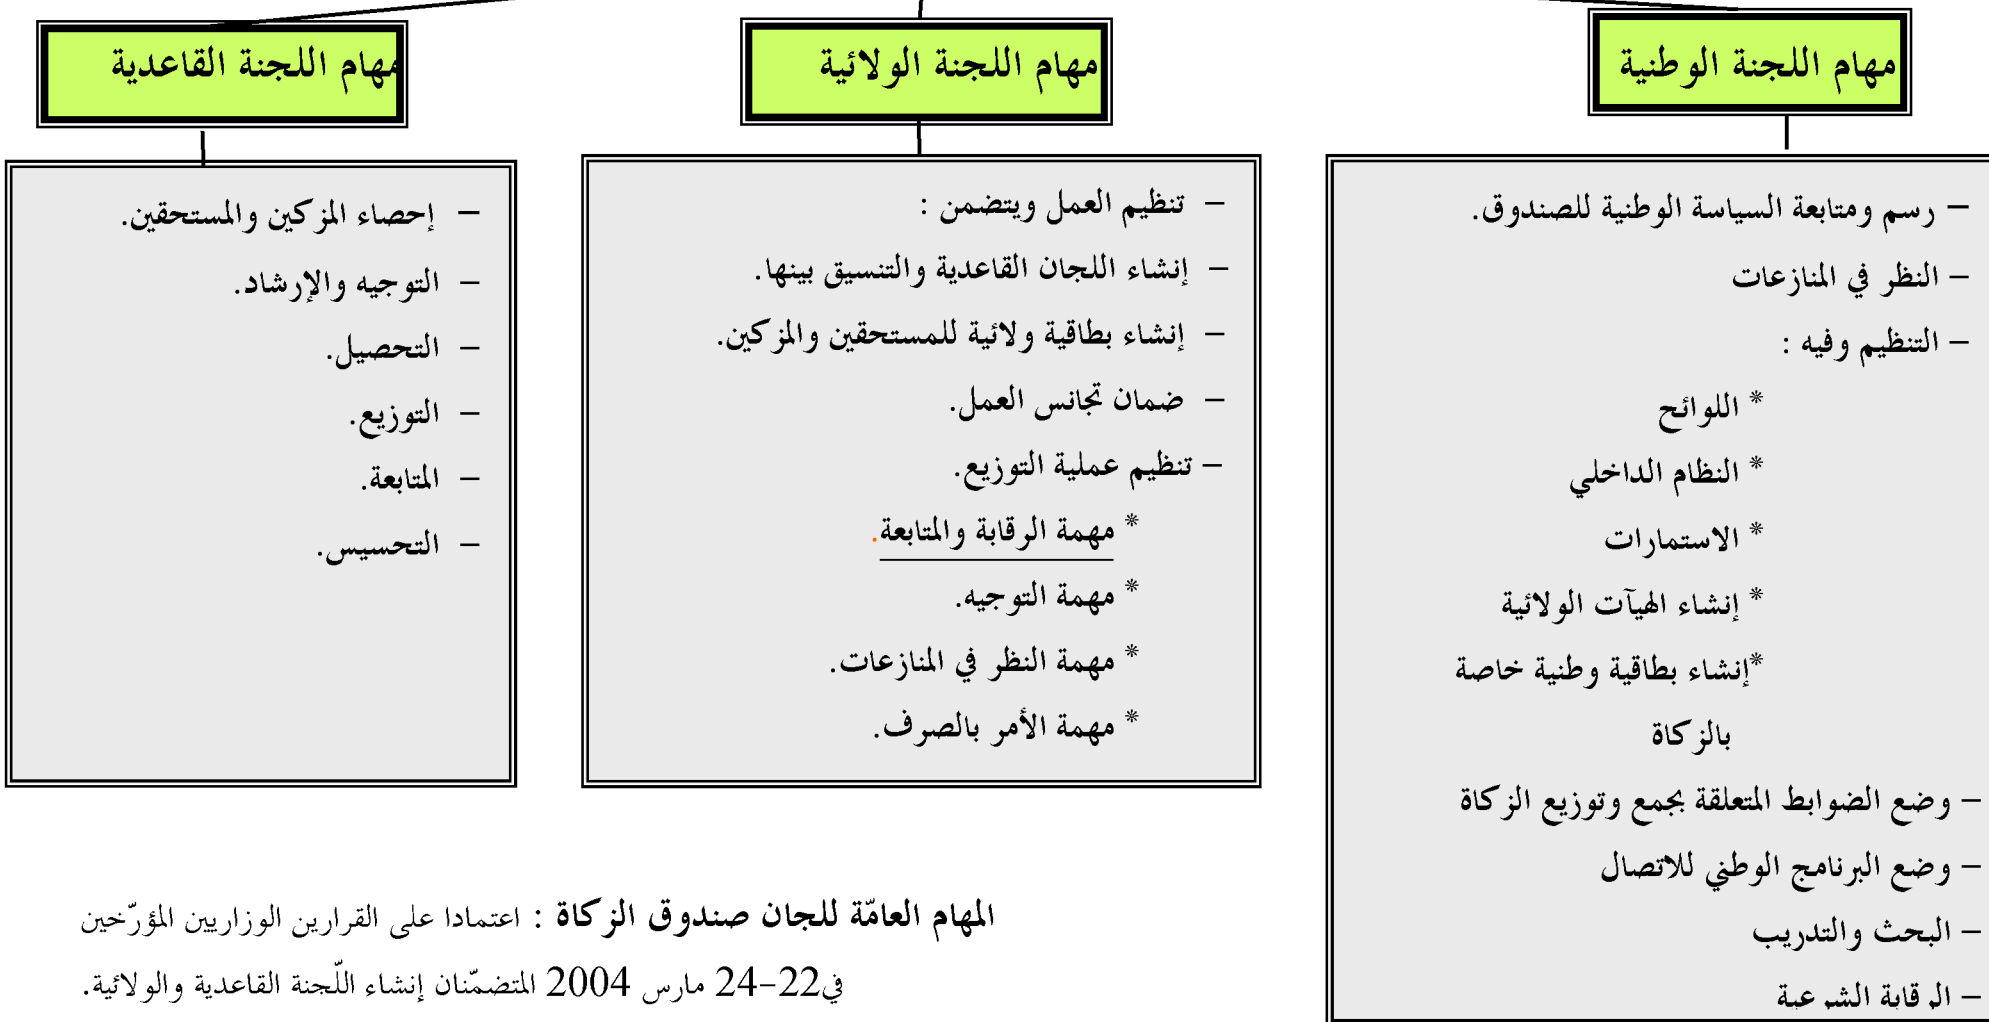 مهام اللجنة الوطنية
– رسم ومتابعة السياسة الوطنية للصندوق.
– النظر في المنازعات
– التنظيم وفيه :
* اللوائح
* النظام الداخلي
* الاستمارات
* إنشاء الهيآت الولائية
*إنشاء بطاقية وطنية خاصة
بالزكاة
– وضع الضوابط المتعلقة بجمع وتوزيع الزكاة
– وضع البرنامج الوطني للاتصال
– البحث والتدريب
– الرقابة الشرعية
مهام اللجنة الولائية
– تنظيم العمل ويتضمن :
– إنشاء اللجان القاعدية والتنسيق بينها.
– إنشاء بطاقية ولائية للمستحقين والمزكين.
– ضمان تجانس العمل.
– تنظيم عملية التوزيع.
* مهمة الرقابة والمتابعة.
* مهمة التوجيه.
* مهمة النظر في المنازعات.
* مهمة الأمر بالصرف.
مهام اللجنة القاعدية
– إحصاء المزكين والمستحقين.
– التوجيه والإرشاد.
– التحصيل.
– التوزيع.
– المتابعة.
– التحسيس.
المهام العامّة للجان صندوق الزكاة : اعتمادا على القرارين الوزاريين المؤرّخين
في22–24 مارس 2004 المتضمّنان إنشاء اللّجنة القاعدية والولائية.